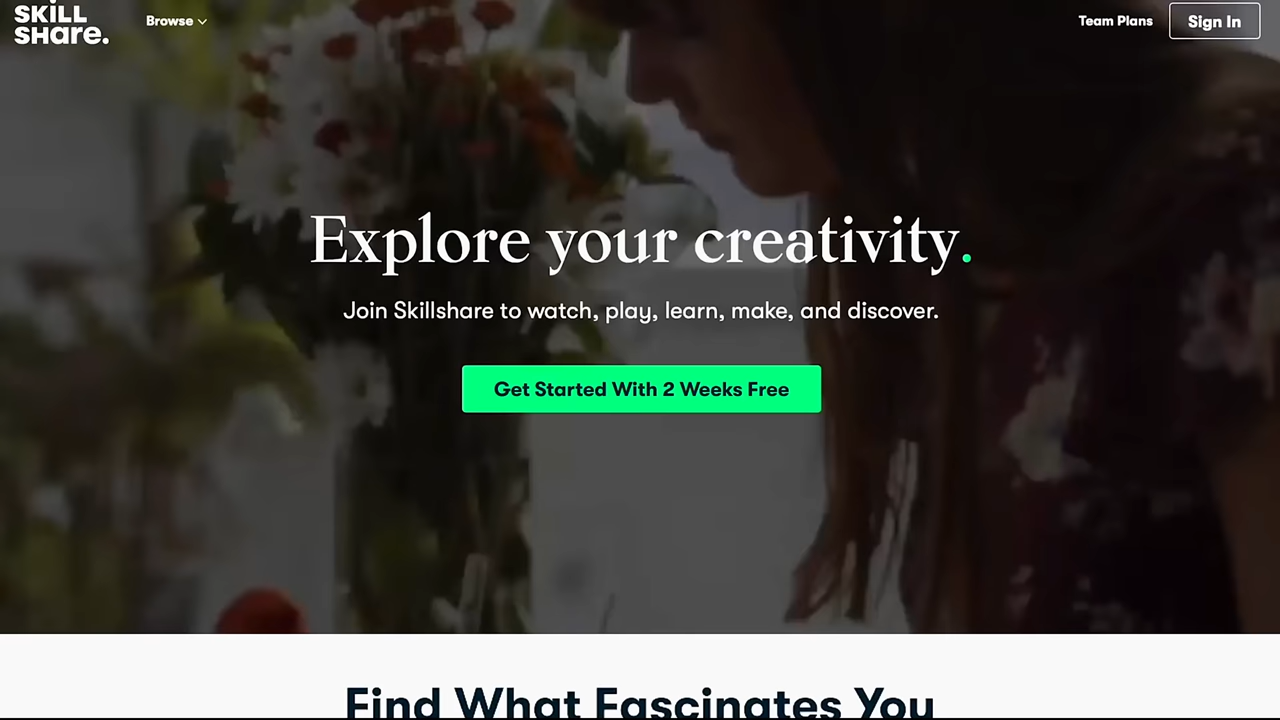 SKILL
SHare.
Browse
Team Plans
Sign In
Explore your creativity.
Join Skillshare to watch, play, learn, make, and discover.
Get Started With 2 Weeks Free
Find What Fascinates You